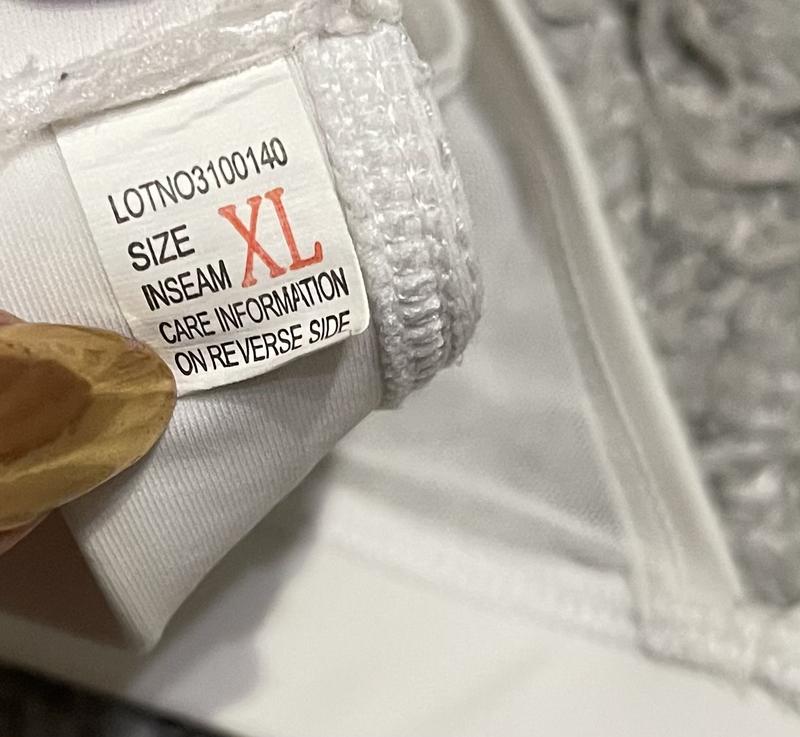 LOTNO3100140
SIZE XL
INSEAM
CARE INFORMATION
ON REVERSE SIDE